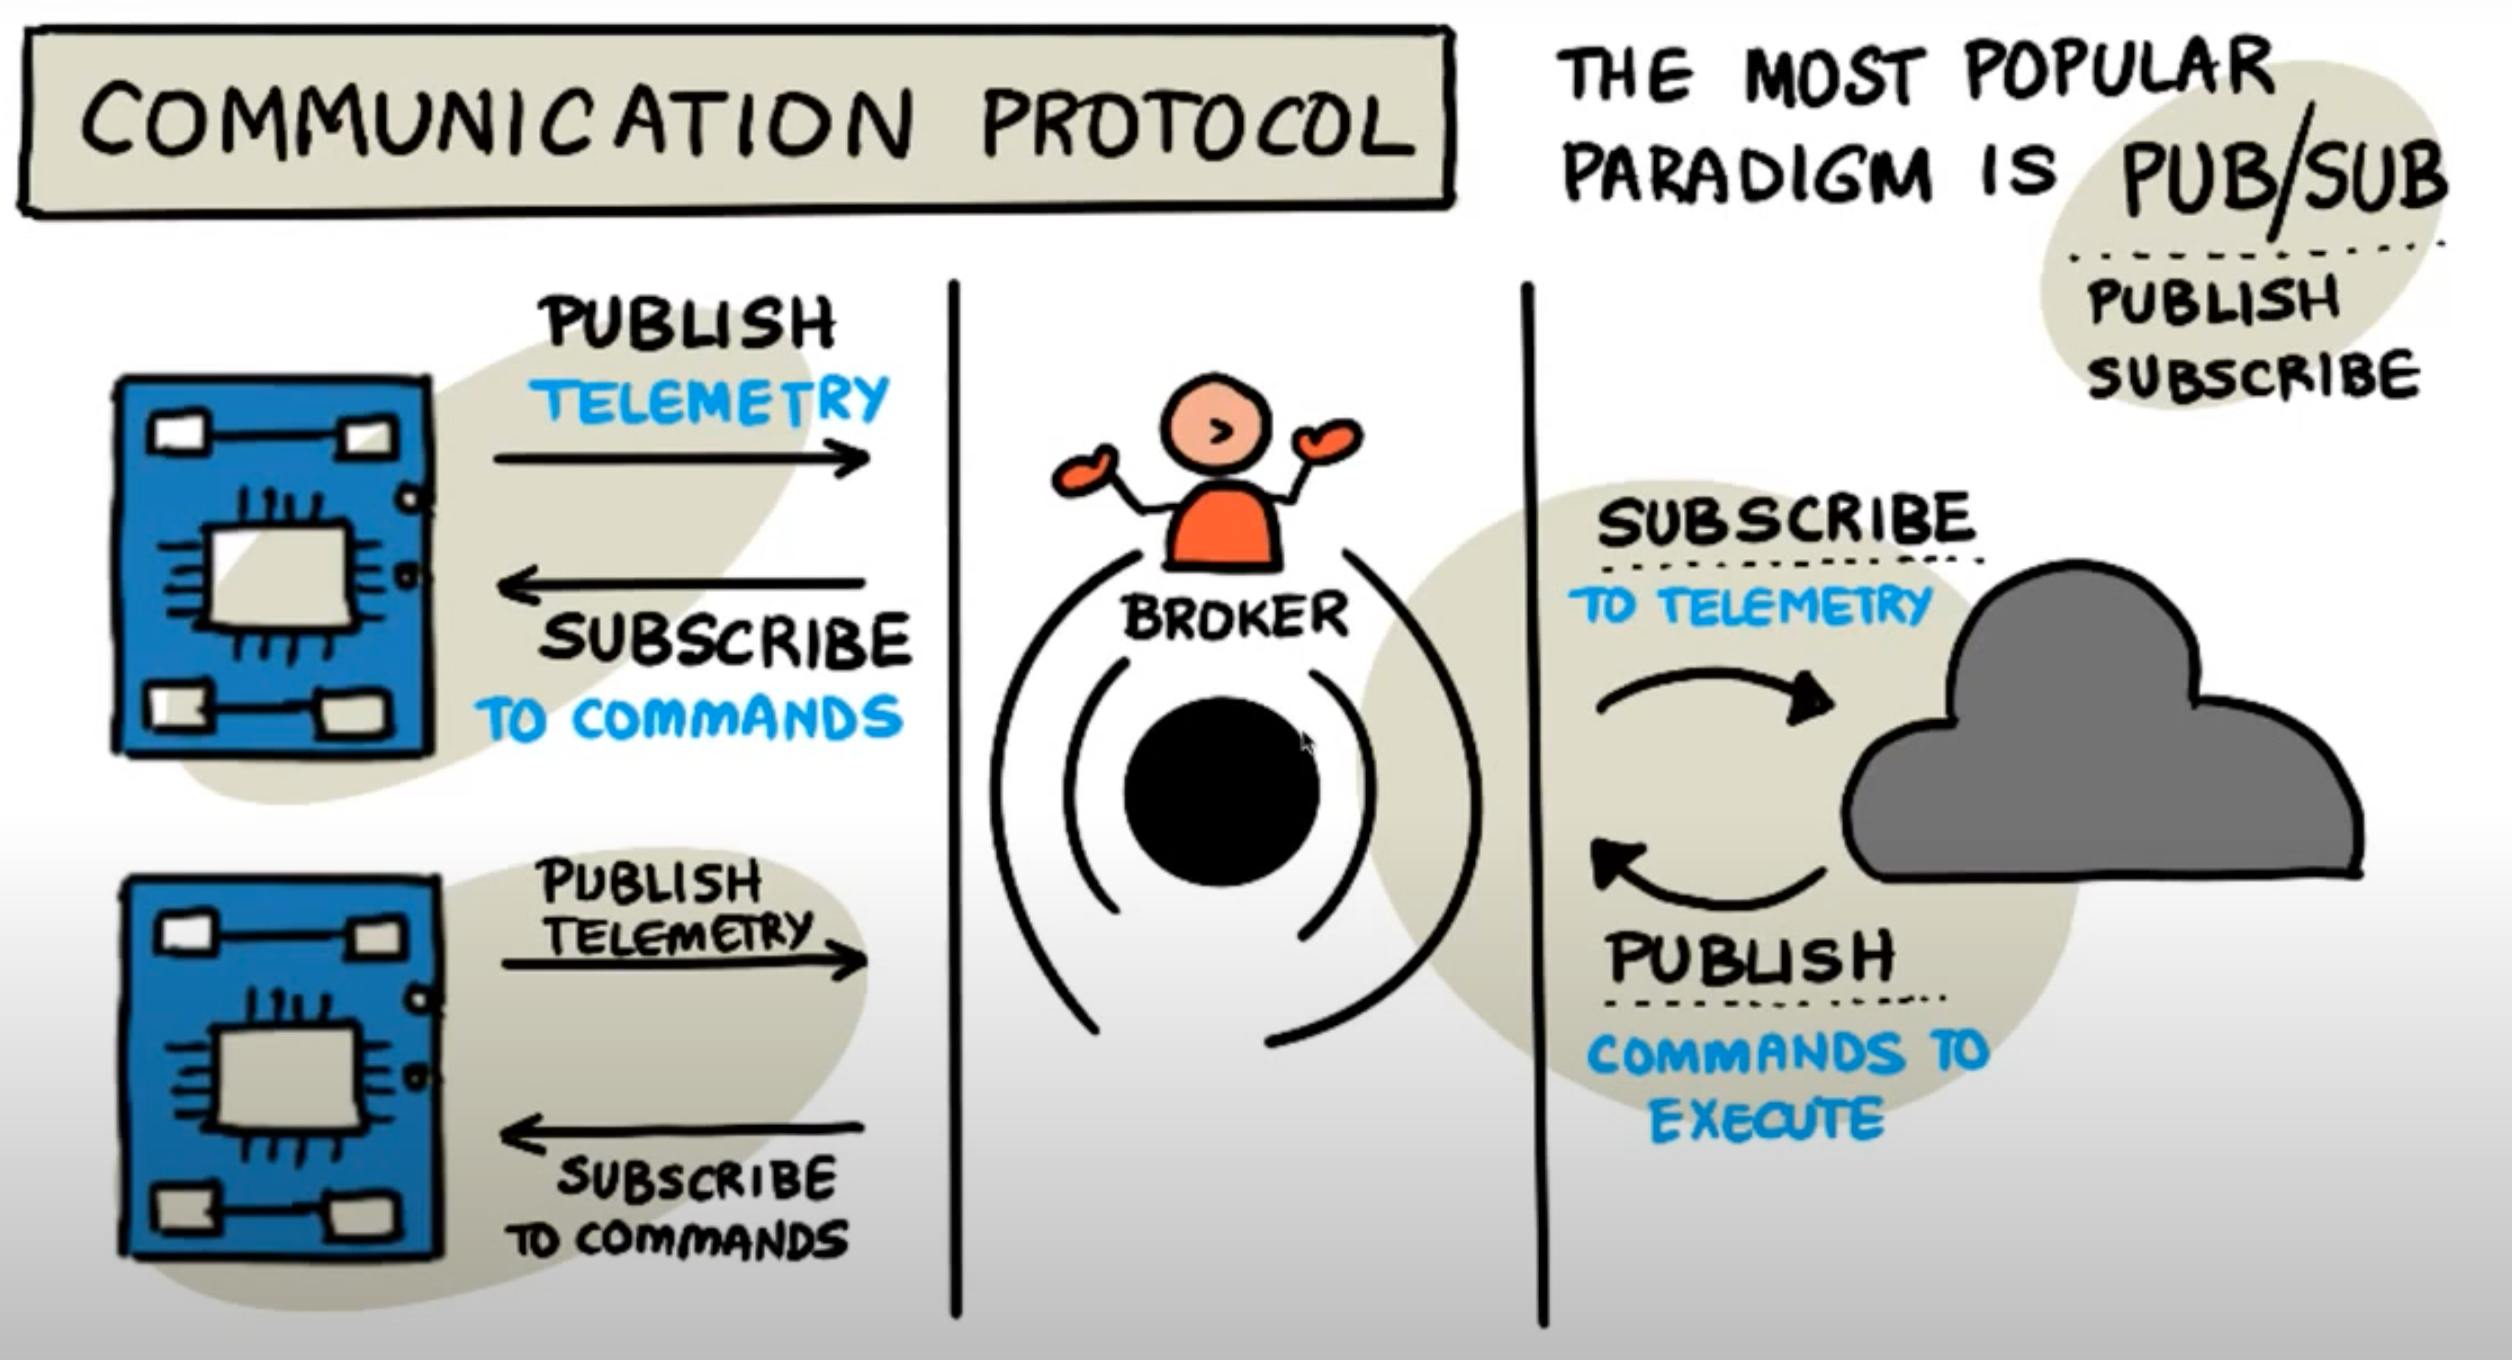 COMMUNICATION PROTOCOL
THE MOST POPULAR
PARADIGM IS PUB/SUB
PUBLISH
SUBSCRIBE
PUBLISH
TELEMETRY
SUBSCRIBE
TO COMMANDS
PUBLISH
TELEMETRY
SUBSCRIBE
TO COMMANDS
BROKER
SUBSCRIBE
TO TELEMETRY
PUBLISH
COMMANDS TO
EXECUTE